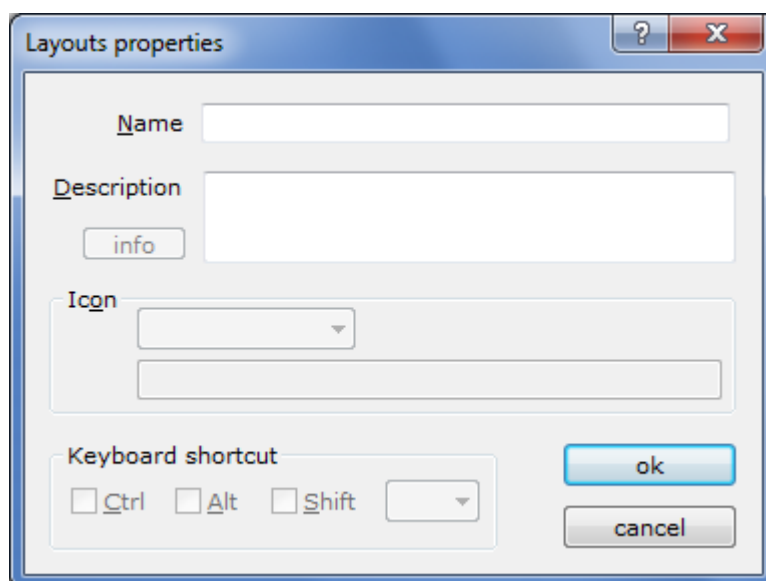 Layouts properties
Name
Description
info
Icon
Keyboard shortcut
Ctrl Alt Shift
ok
cancel